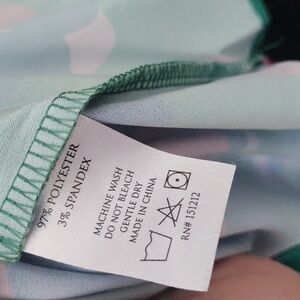 97% POLYESTER
3% SPANDEX
MACHINE WASH
DO NOT BLEACH
GENTLE DRY
MADE IN CHINA
RN# 151212